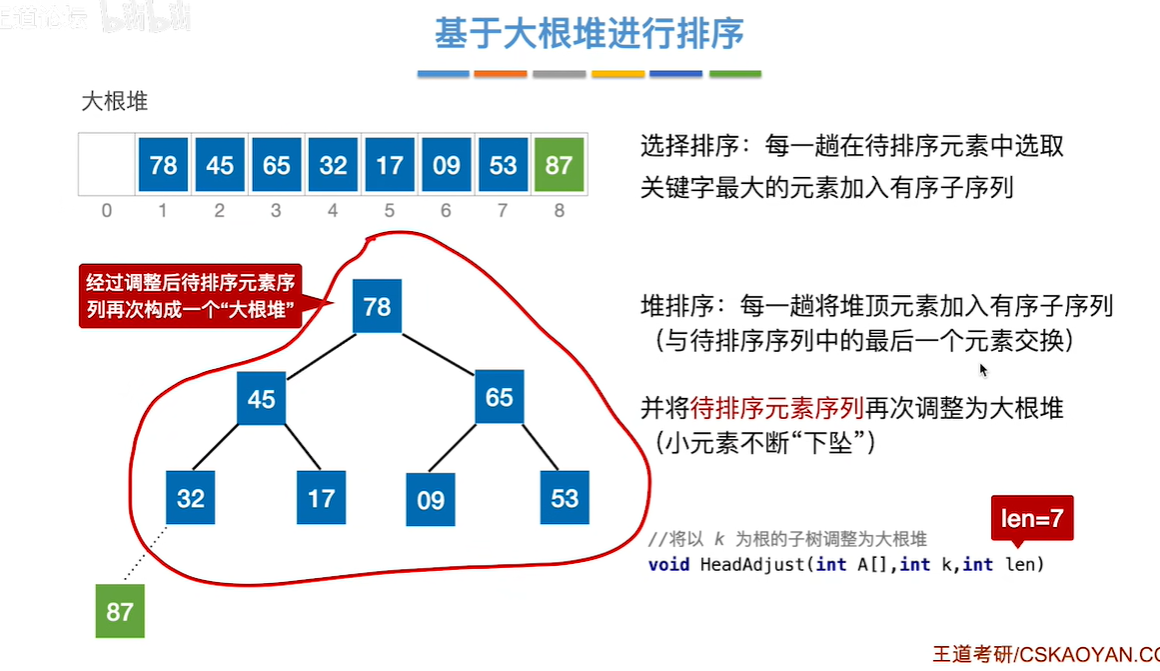 王道论坛 bilibili
基于大根堆进行排序
大根堆
78 45 65 32 17 09 53 87
0 1 2 3 4 5 6 7 8
选择排序：每一趟在待排序元素中选取
关键字最大的元素加入有序子序列
经过调整后待排序元素序
列再次构成一个“大根堆”
78
45 65
32 17 09 53
87
堆排序：每一趟将堆顶元素加入有序子序列
（与待排序序列中的最后一个元素交换）
并将待排序元素序列再次调整为大根堆
（小元素不断“下坠”）
len=7
//将以 k 为根的子树调整为大根堆
void HeadAdjust(int A[],int k,int len)
王道考研/CSKAOYAN.CO